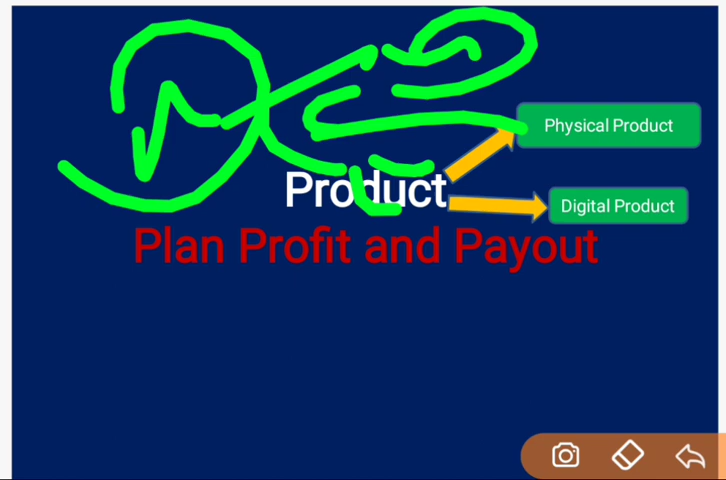 Physical Product
Product
Digital Product
Plan Profit and Payout